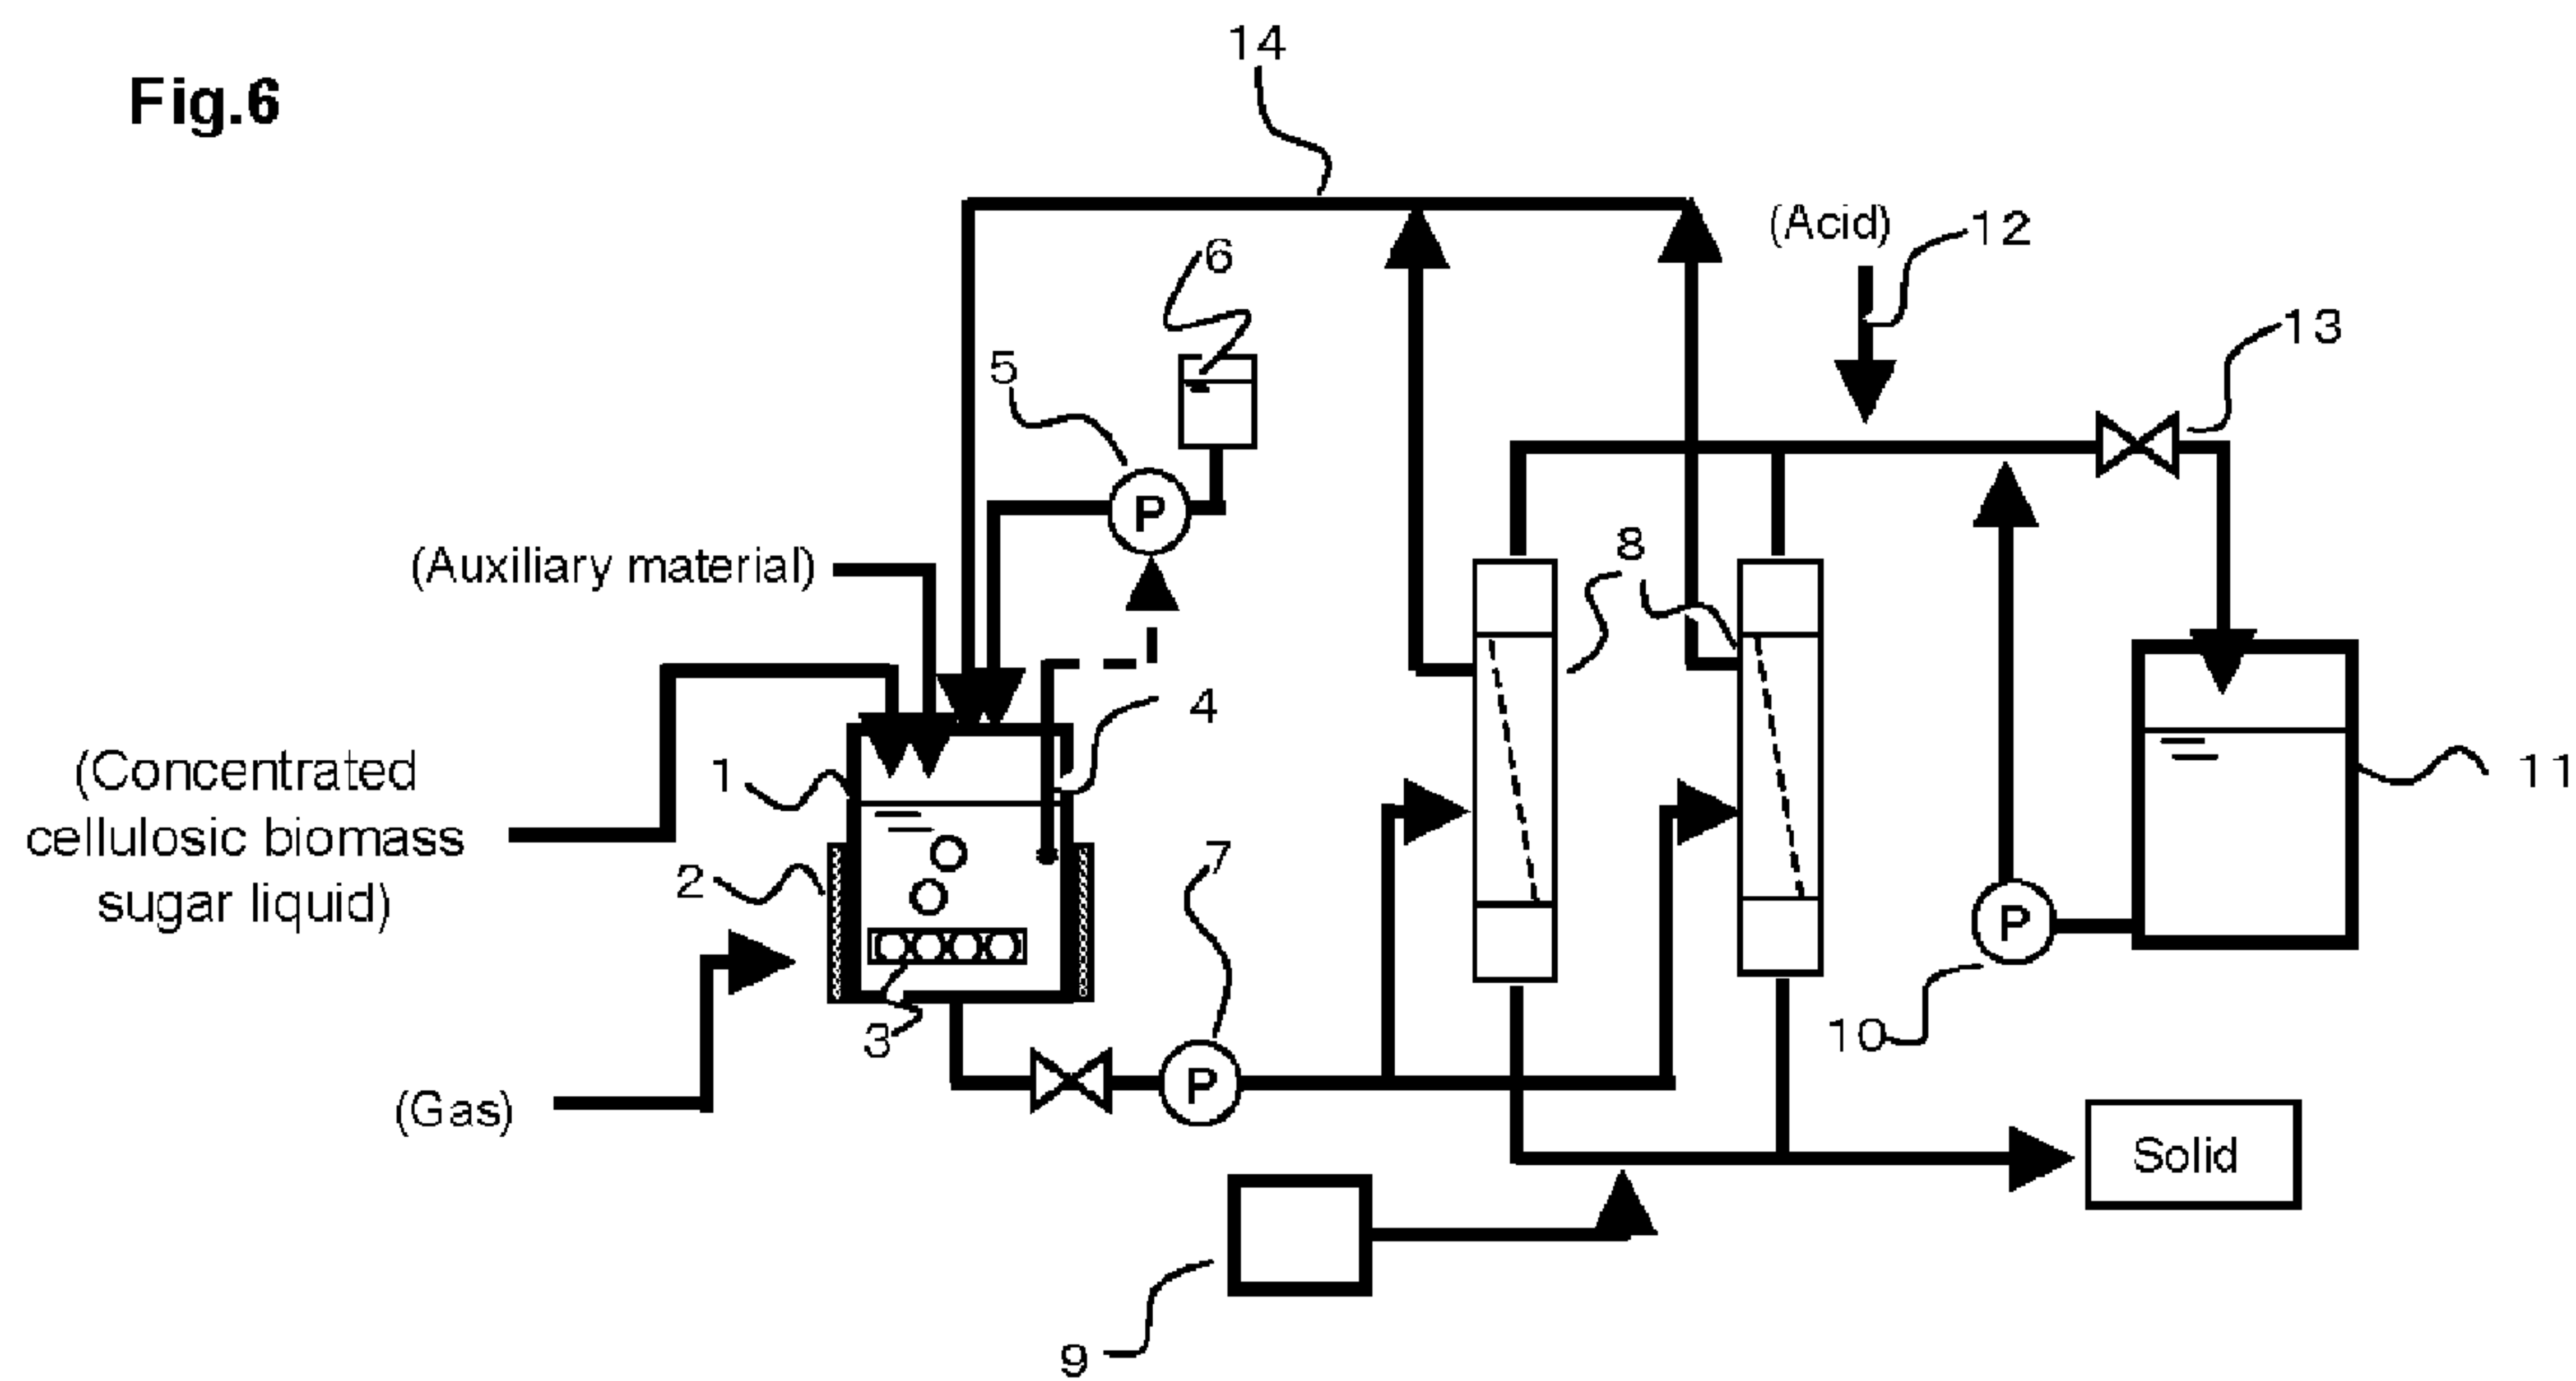 Fig.6
14
(Acid)
12
6
13
5
P
8
(Auxiliary material)
4
1
(Concentrated
cellulosic biomass
sugar liquid)
11
2
7
P
3
10
(Gas)
P
Solid
9